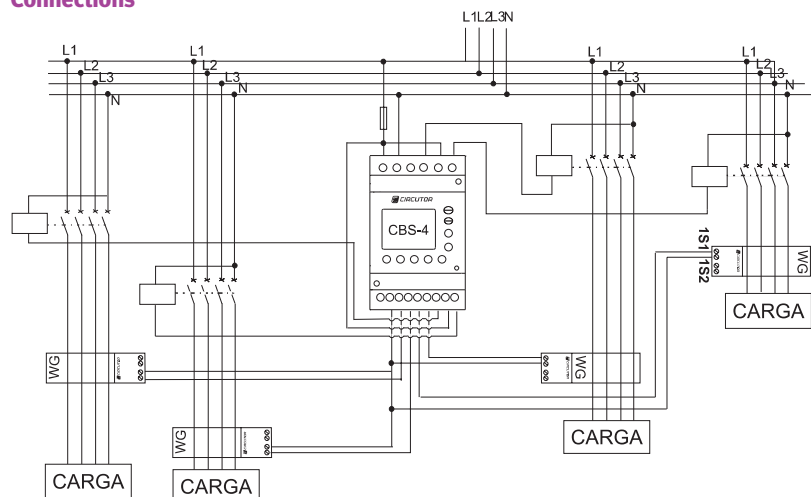 Connections
L1L2L3N
L1
L2
L3
N
L1
L2
L3
N
L1
L2
L3
N
L1
L2
L3
N
CIRCUTOR
CBS-4
1S1 1S2
WG
CARGA
WG
WG
CARGA
WG
CARGA
CARGA